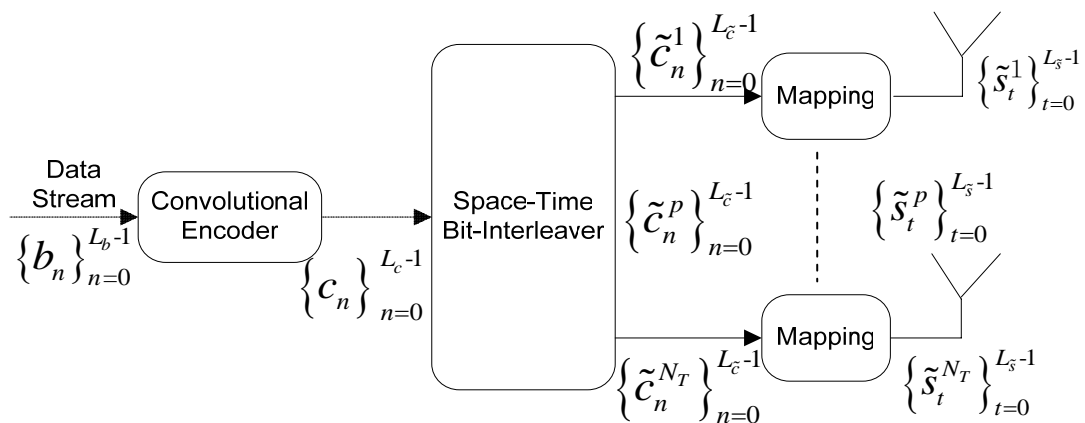 Data
Stream
{b_n}_{n=0}^{L_b-1}
Convolutional
Encoder
{c_n}_{n=0}^{L_c-1}
Space-Time
Bit-Interleaver
{c̃_n^1}_{n=0}^{L_c̃-1}
Mapping
{s̃_t^1}_{t=0}^{L_s̃-1}
{c̃_n^p}_{n=0}^{L_c̃-1}
{s̃_t^p}_{t=0}^{L_s̃-1}
{c̃_n^{N_T}}_{n=0}^{L_c̃-1}
Mapping
{s̃_t^{N_T}}_{t=0}^{L_s̃-1}